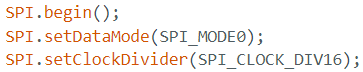 SPI.begin();
SPI.setDataMode(SPI_MODE0);
SPI.setClockDivider(SPI_CLOCK_DIV16);